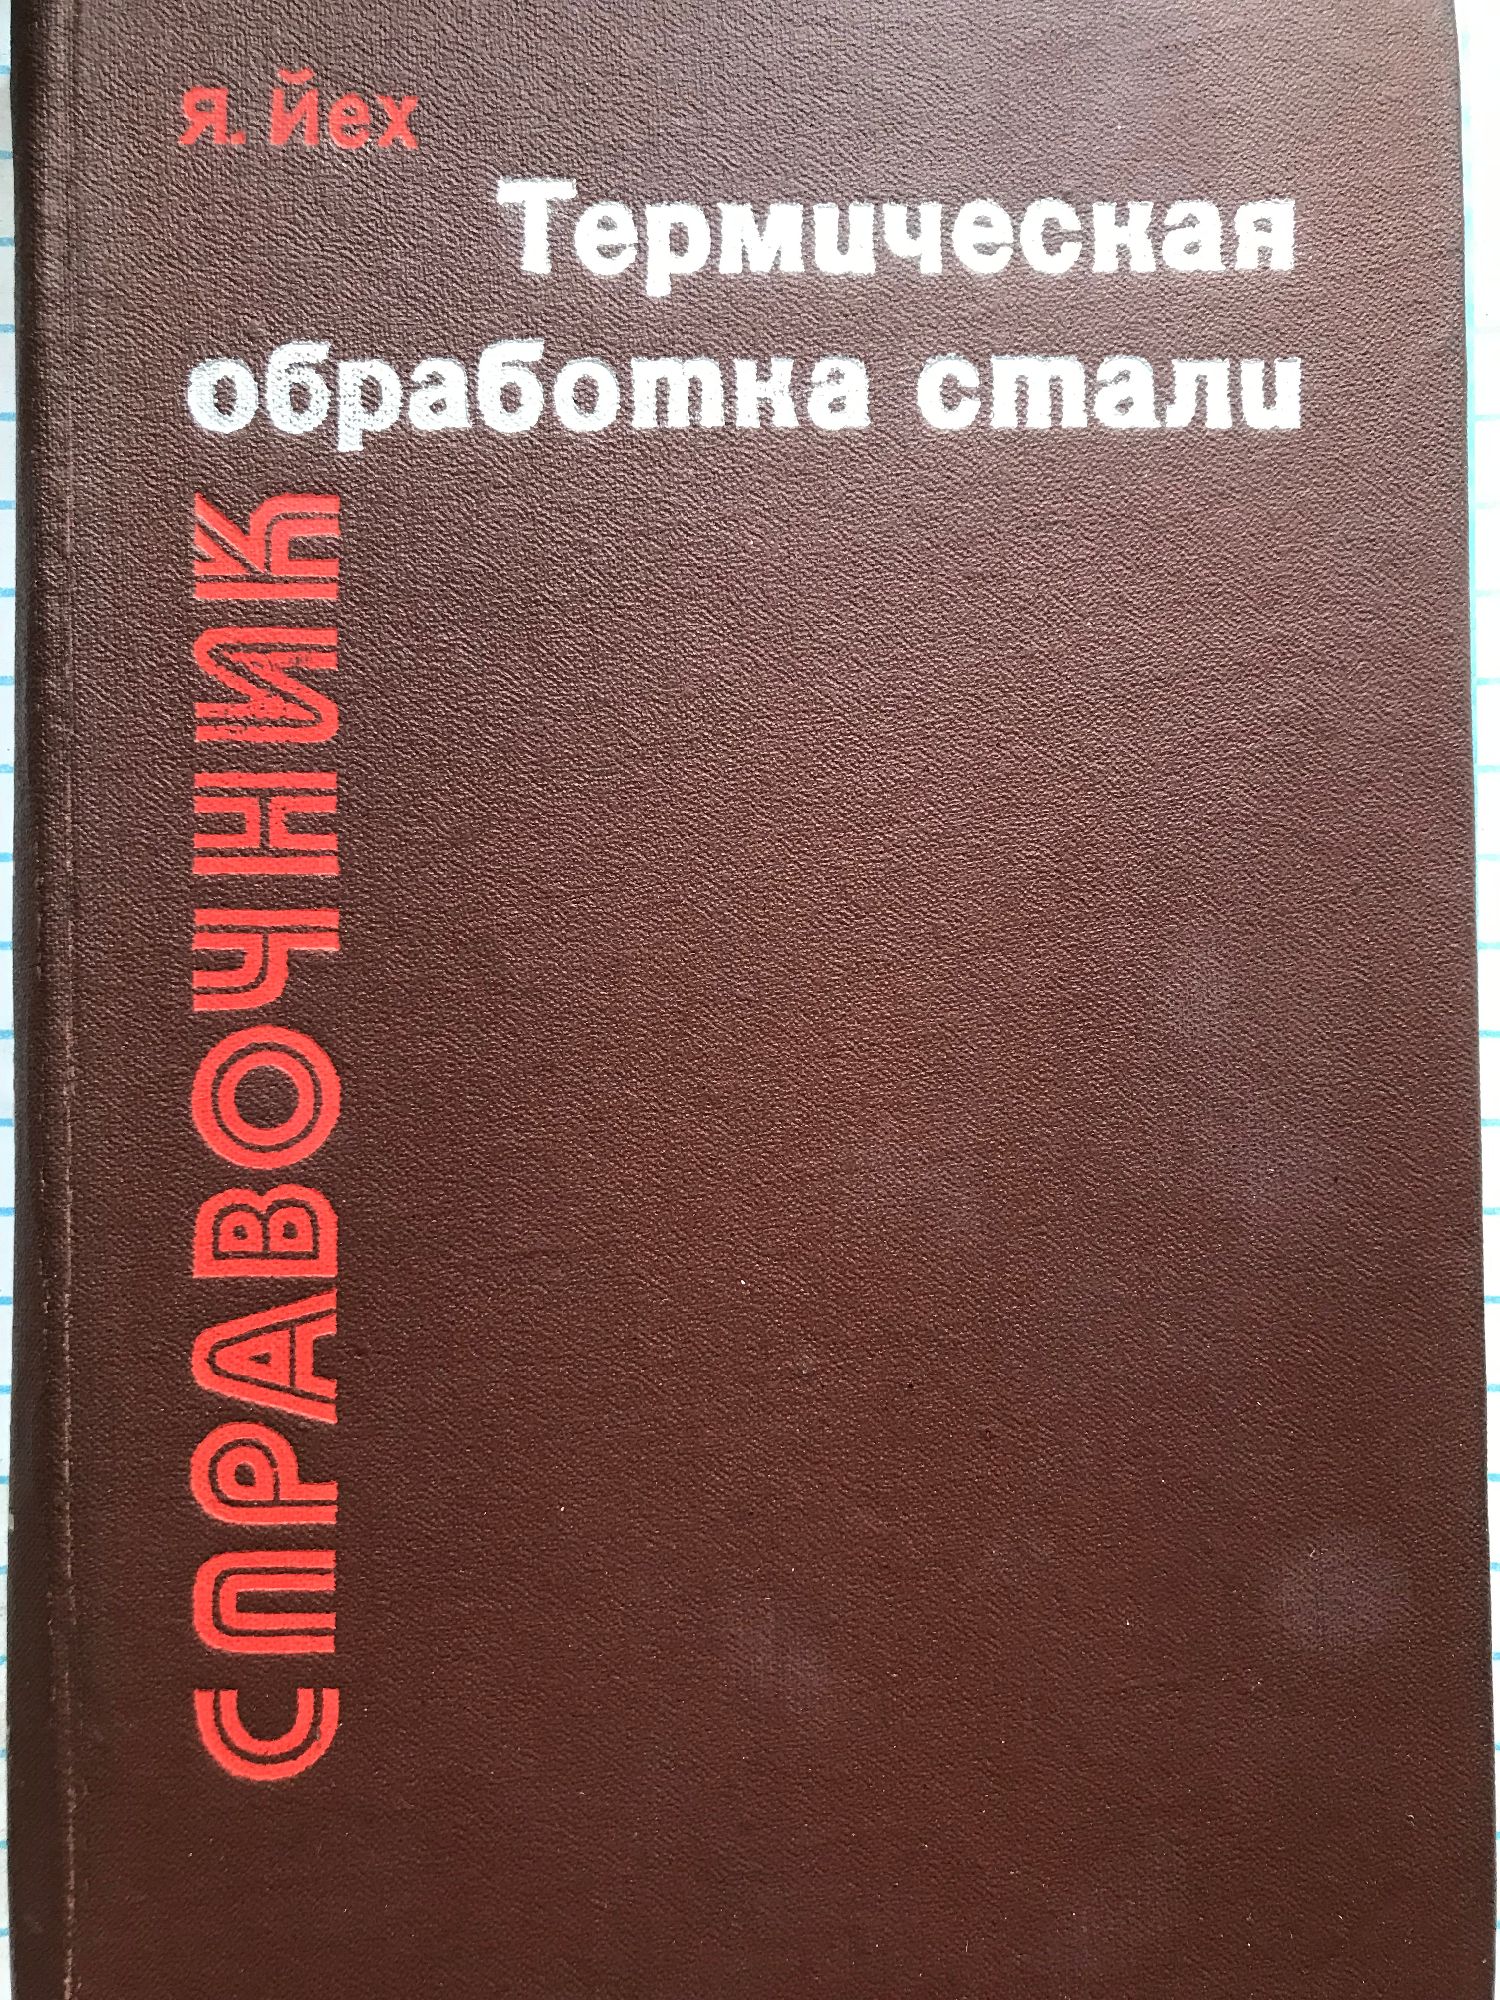 Я. Йех
Термическая
обработка стали
СПРАВОЧНИК